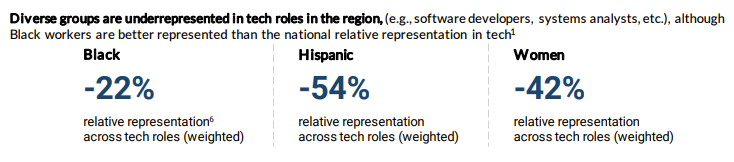 Diverse groups are underrepresented in tech roles in the region, (e.g., software developers, systems analysts, etc.), although
Black workers are better represented than the national relative representation in tech¹
Black
-22%
relative representation⁶
across tech roles (weighted)
Hispanic
-54%
relative representation
across tech roles (weighted)
Women
-42%
relative representation
across tech roles (weighted)